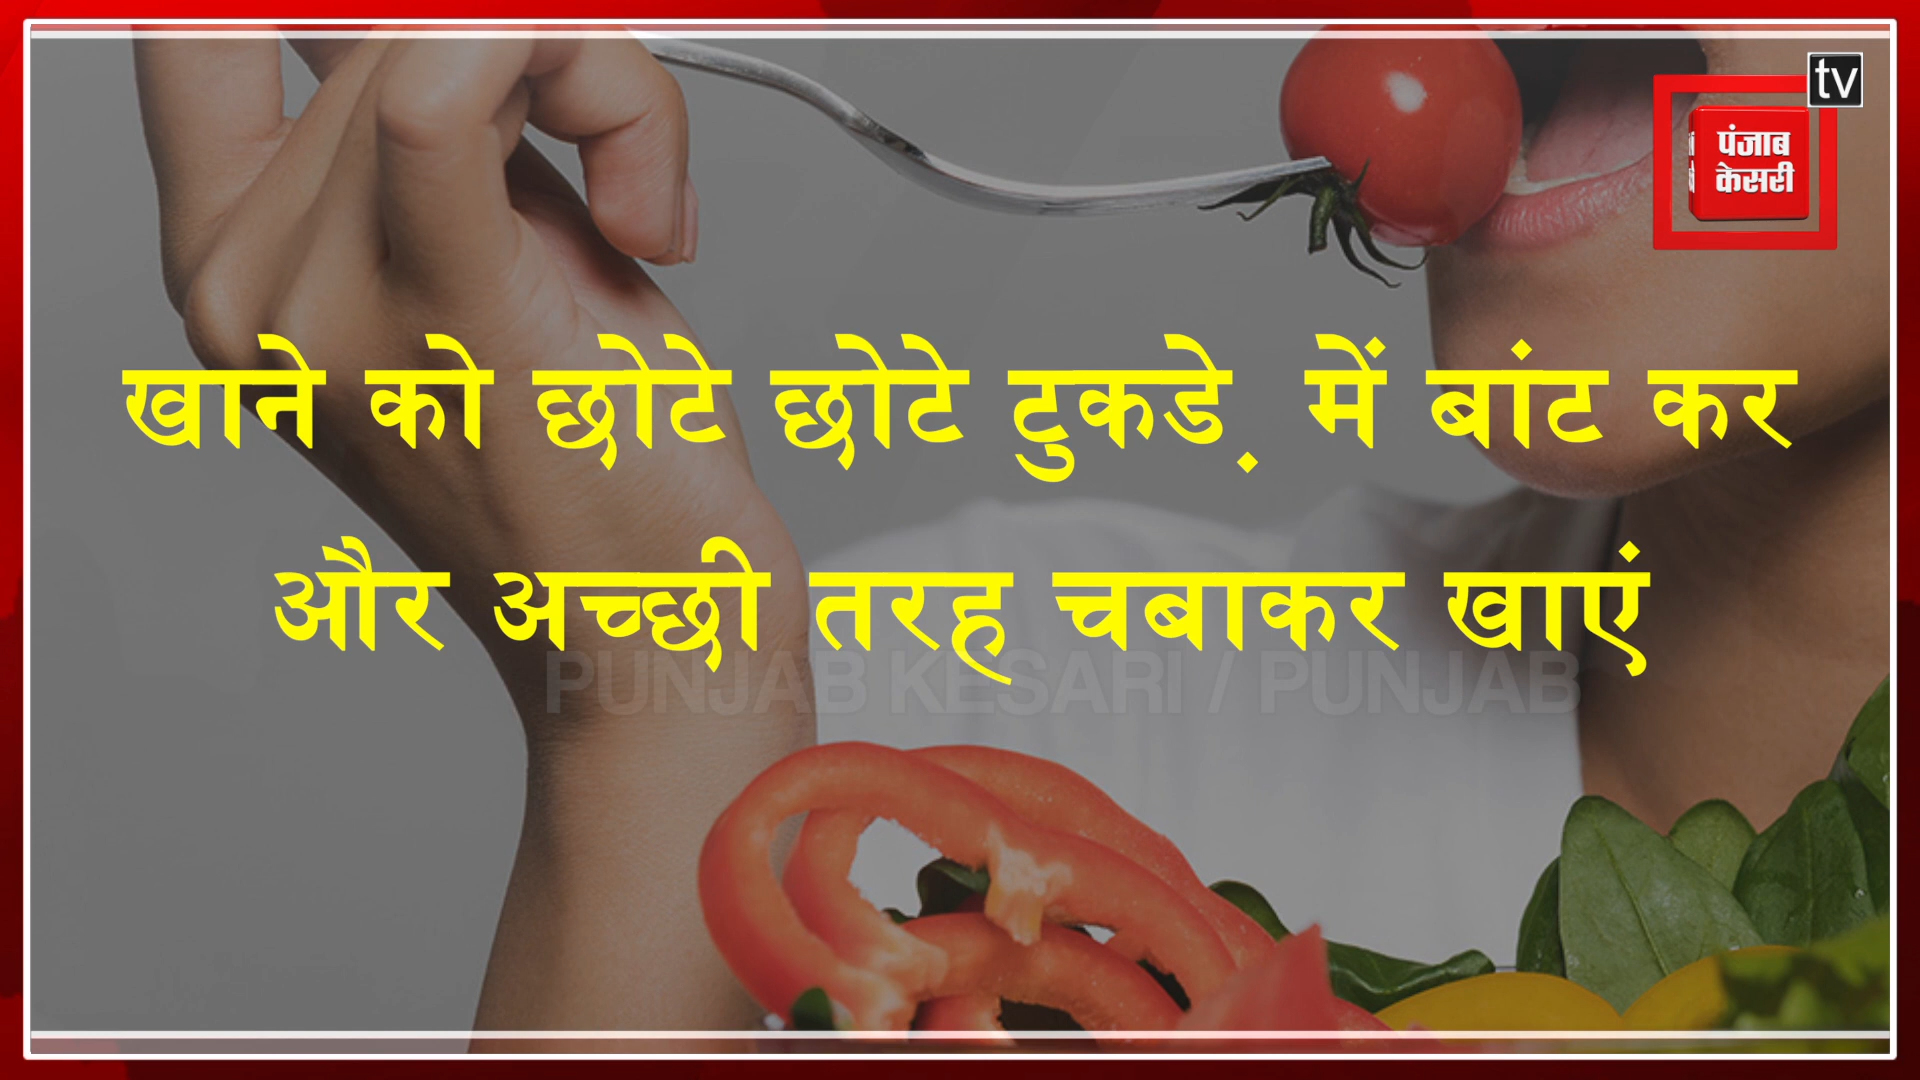 tv
पंजाब
केसरी
खाने को छोटे छोटे टुकडे़ में बांट कर
और अच्छी तरह चबाकर खाएं
PUNJAB KESARI / PUNJAB